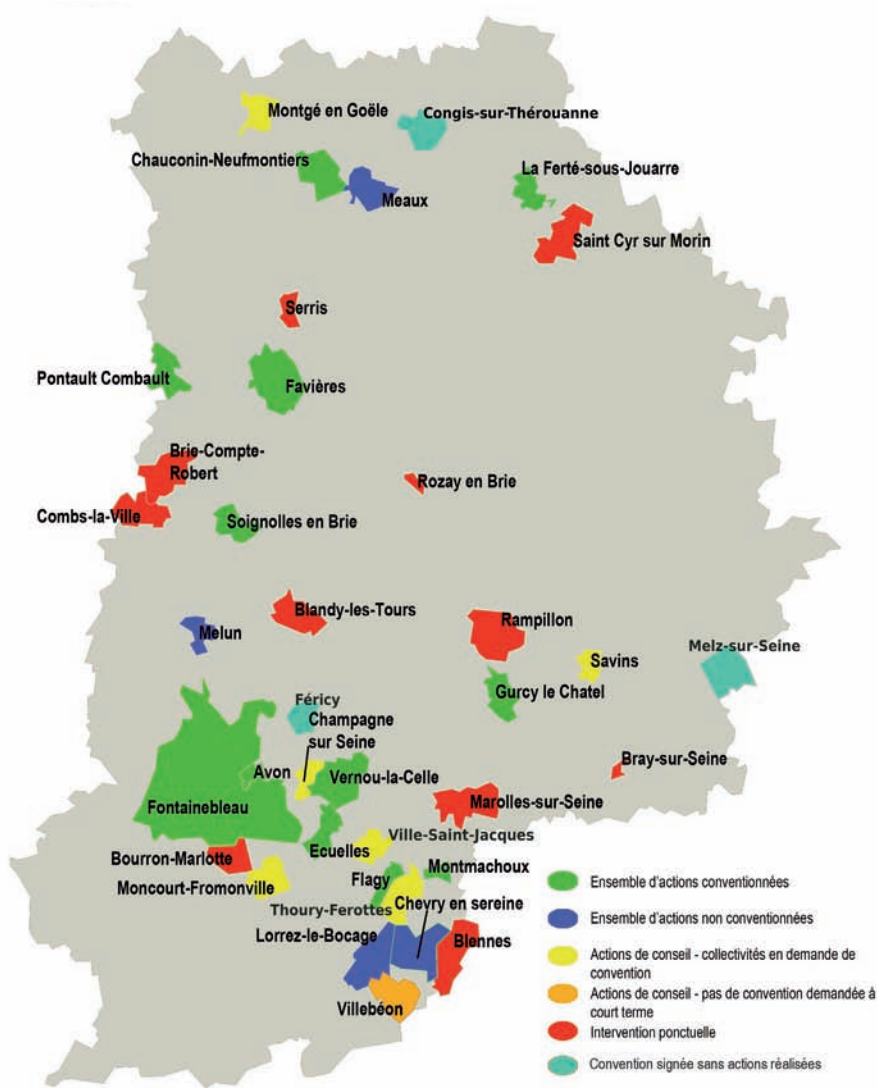 Montgé en Goële
Congis-sur-Thérouanne
Chauconin-Neufmontiers
La Ferté-sous-Jouarre
Meaux
Saint Cyr sur Morin
Serris
Pontault Combault
Favières
Brie-Compte-
Robert
Rozay en Brie
Combs-la-Ville
Soignolles en Brie
Blandy-les-Tours
Rampillon
Melun
Melz-sur-Seine
Savins
Gurcy le Chatel
Féricy
Champagne
sur Seine
Bray-sur-Seine
Avon
Vernou-la-Celle
Fontainebleau
Marolles-sur-Seine
Ville-Saint-Jacques
Ecuelles
Bourron-Marlotte
Montmachoux
Moncourt-Fromonville
Flagy
Chevry en sereine
Thoury-Ferottes
Lorrez-le-Bocage
Blennes
Villebéon
Ensemble d'actions conventionnées
Ensemble d'actions non conventionnées
Actions de conseil - collectivités en demande de
convention
Actions de conseil - pas de convention demandée à
court terme
Intervention ponctuelle
Convention signée sans actions réalisées